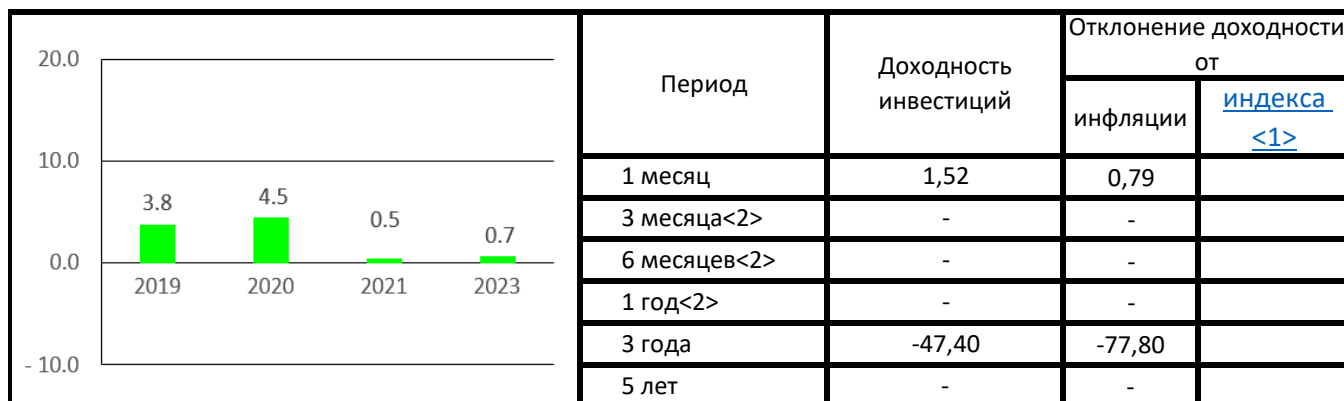 20.0
10.0
0.0
- 10.0
3.8
4.5
0.5
0.7
2019 2020 2021 2023
Период
Доходность
инвестиций
Отклонение доходности
от
инфляции
индекса
<1>
1 месяц 1,52 0,79
3 месяца<2> - -
6 месяцев<2> - -
1 год<2> - -
3 года -47,40 -77,80
5 лет - -